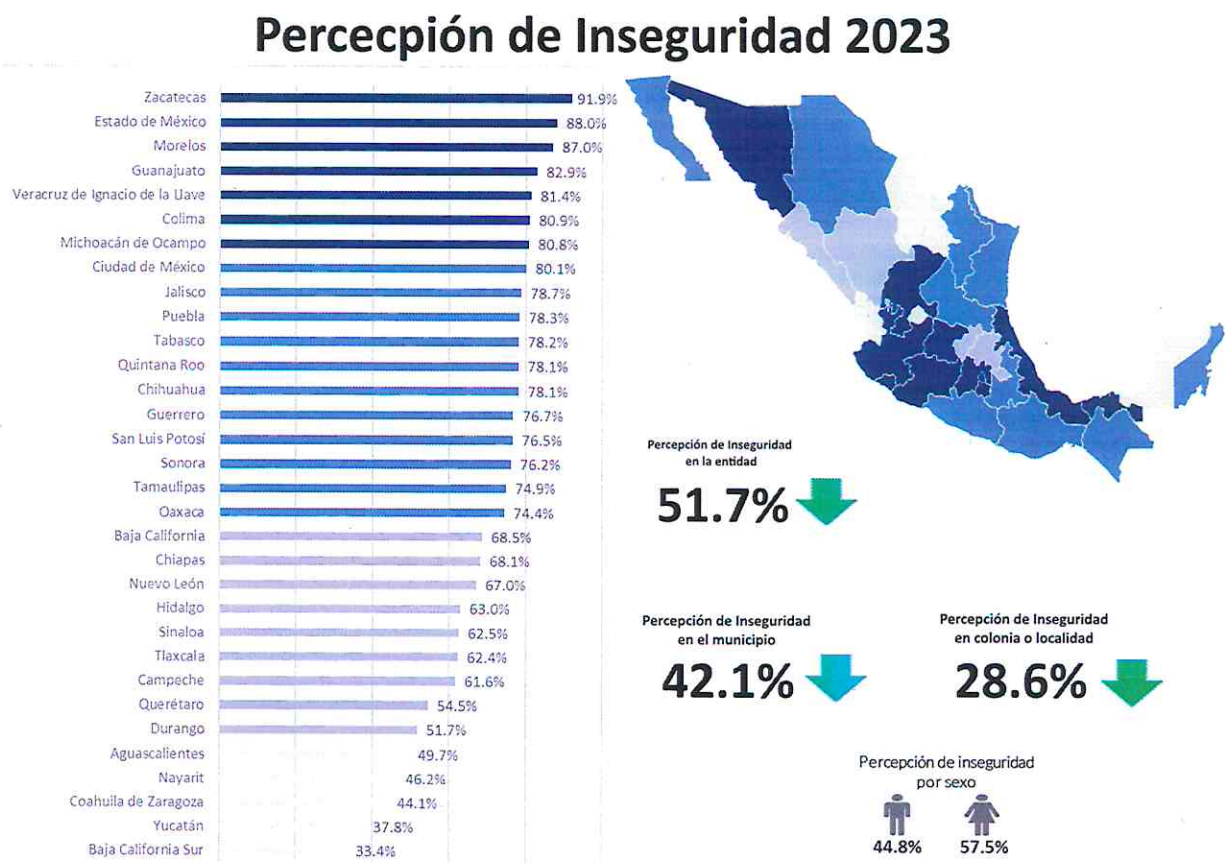 Percecpión de Inseguridad 2023
Zacatecas 91.9%
Estado de México 88.0%
Morelos 87.0%
Guanajuato 82.9%
Veracruz de Ignacio de la Llave 81.4%
Colima 80.9%
Michoacán de Ocampo 80.8%
Ciudad de México 80.1%
Jalisco 78.7%
Puebla 78.3%
Tabasco 78.2%
Quintana Roo 78.1%
Chihuahua 78.1%
Guerrero 76.7%
San Luis Potosí 76.5%
Sonora 76.2%
Tamaulipas 74.9%
Oaxaca 74.4%
Baja California 68.5%
Chiapas 68.1%
Nuevo León 67.0%
Hidalgo 63.0%
Sinaloa 62.5%
Tlaxcala 62.4%
Campeche 61.6%
Querétaro 54.5%
Durango 51.7%
Aguascalientes 49.7%
Nayarit 46.2%
Coahuila de Zaragoza 44.1%
Yucatán 37.8%
Baja California Sur 33.4%
Percepción de Inseguridad
en la entidad
51.7%
Percepción de Inseguridad
en el municipio
42.1%
Percepción de Inseguridad
en colonia o localidad
28.6%
Percepción de inseguridad
por sexo
44.8% 57.5%